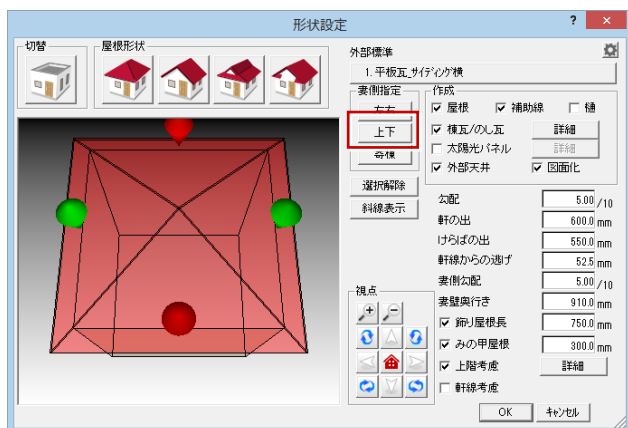 形状設定
?
×
切替
屋根形状
外部標準
1. 平板瓦_サイディング横
妻側指定
左右
上下
寄棟
選択解除
斜線表示
作成
屋根
補助線
樋
棟瓦/のし瓦
詳細
太陽光パネル
詳細
外部天井
図面化
勾配
5.00 /10
軒の出
600.0 mm
けらばの出
550.0 mm
軒線からの逃げ
52.5 mm
妻側勾配
5.00 /10
妻壁奥行き
910.0 mm
飾り屋根長
750.0 mm
みの甲屋根
300.0 mm
上階考慮
詳細
軒線考慮
視点
OK
キャンセル